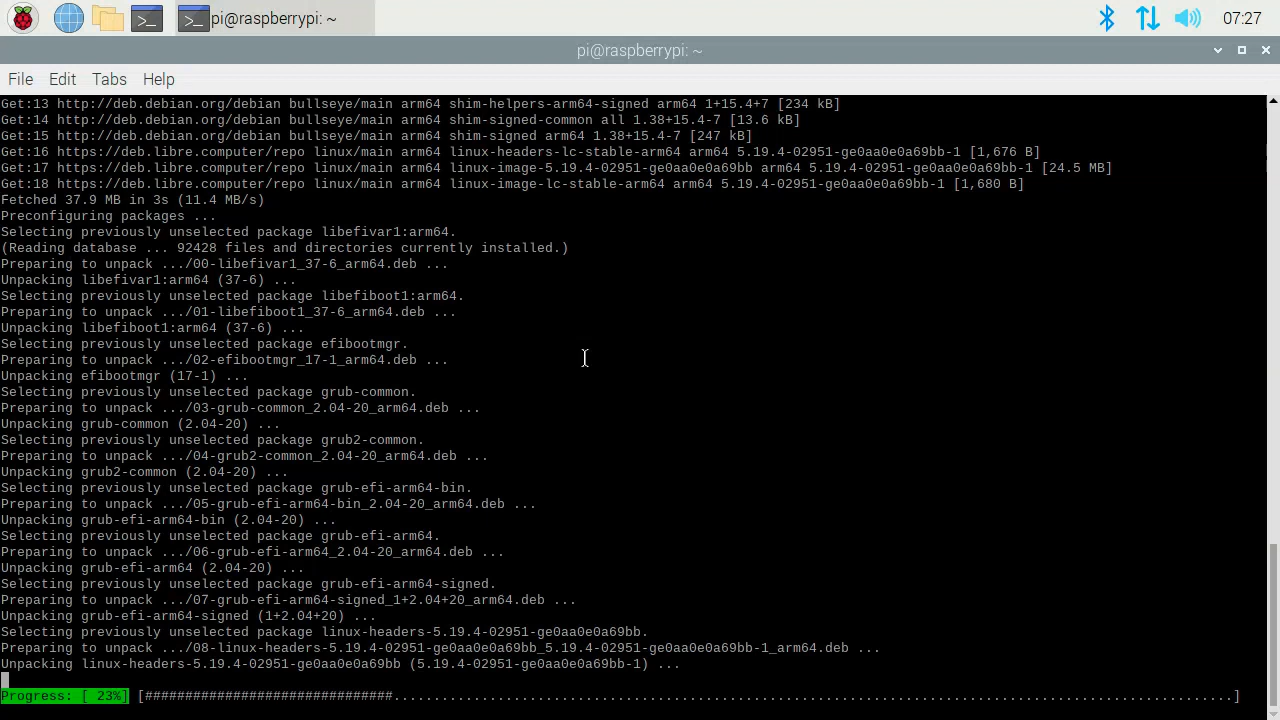 pi@raspberrypi: ~
07:27
pi@raspberrypi: ~
File Edit Tabs Help
Get:13 http://deb.debian.org/debian bullseye/main arm64 shim-helpers-arm64-signed arm64 1+15.4+7 [234 kB]
Get:14 http://deb.debian.org/debian bullseye/main arm64 shim-signed-common all 1.38+15.4-7 [13.6 kB]
Get:15 http://deb.debian.org/debian bullseye/main arm64 shim-signed arm64 1.38+15.4-7 [247 kB]
Get:16 https://deb.libre.computer/repo linux/main arm64 linux-headers-lc-stable-arm64 arm64 5.19.4-02951-ge0aa0e0a69bb-1 [1,676 B]
Get:17 https://deb.libre.computer/repo linux/main arm64 linux-image-5.19.4-02951-ge0aa0e0a69bb arm64 5.19.4-02951-ge0aa0e0a69bb-1 [24.5 MB]
Get:18 https://deb.libre.computer/repo linux/main arm64 linux-image-lc-stable-arm64 arm64 5.19.4-02951-ge0aa0e0a69bb-1 [1,680 B]
Fetched 37.9 MB in 3s (11.4 MB/s)
Preconfiguring packages ...
Selecting previously unselected package libefivar1:arm64.
(Reading database ... 92428 files and directories currently installed.)
Preparing to unpack .../00-libefivar1_37-6_arm64.deb ...
Unpacking libefivar1:arm64 (37-6) ...
Selecting previously unselected package libefiboot1:arm64.
Preparing to unpack .../01-libefiboot1_37-6_arm64.deb ...
Unpacking libefiboot1:arm64 (37-6) ...
Selecting previously unselected package efibootmgr.
Preparing to unpack .../02-efibootmgr_17-1_arm64.deb ...
Unpacking efibootmgr (17-1) ...
Selecting previously unselected package grub-common.
Preparing to unpack .../03-grub-common_2.04-20_arm64.deb ...
Unpacking grub-common (2.04-20) ...
Selecting previously unselected package grub2-common.
Preparing to unpack .../04-grub2-common_2.04-20_arm64.deb ...
Unpacking grub2-common (2.04-20) ...
Selecting previously unselected package grub-efi-arm64-bin.
Preparing to unpack .../05-grub-efi-arm64-bin_2.04-20_arm64.deb ...
Unpacking grub-efi-arm64-bin (2.04-20) ...
Selecting previously unselected package grub-efi-arm64.
Preparing to unpack .../06-grub-efi-arm64_2.04-20_arm64.deb ...
Unpacking grub-efi-arm64 (2.04-20) ...
Selecting previously unselected package grub-efi-arm64-signed.
Preparing to unpack .../07-grub-efi-arm64-signed_1+2.04+20_arm64.deb ...
Unpacking grub-efi-arm64-signed (1+2.04+20) ...
Selecting previously unselected package linux-headers-5.19.4-02951-ge0aa0e0a69bb.
Preparing to unpack .../08-linux-headers-5.19.4-02951-ge0aa0e0a69bb_5.19.4-02951-ge0aa0e0a69bb-1_arm64.deb ...
Unpacking linux-headers-5.19.4-02951-ge0aa0e0a69bb (5.19.4-02951-ge0aa0e0a69bb-1) ...
Progress: [ 23%] [###############################.........................................................................................................]